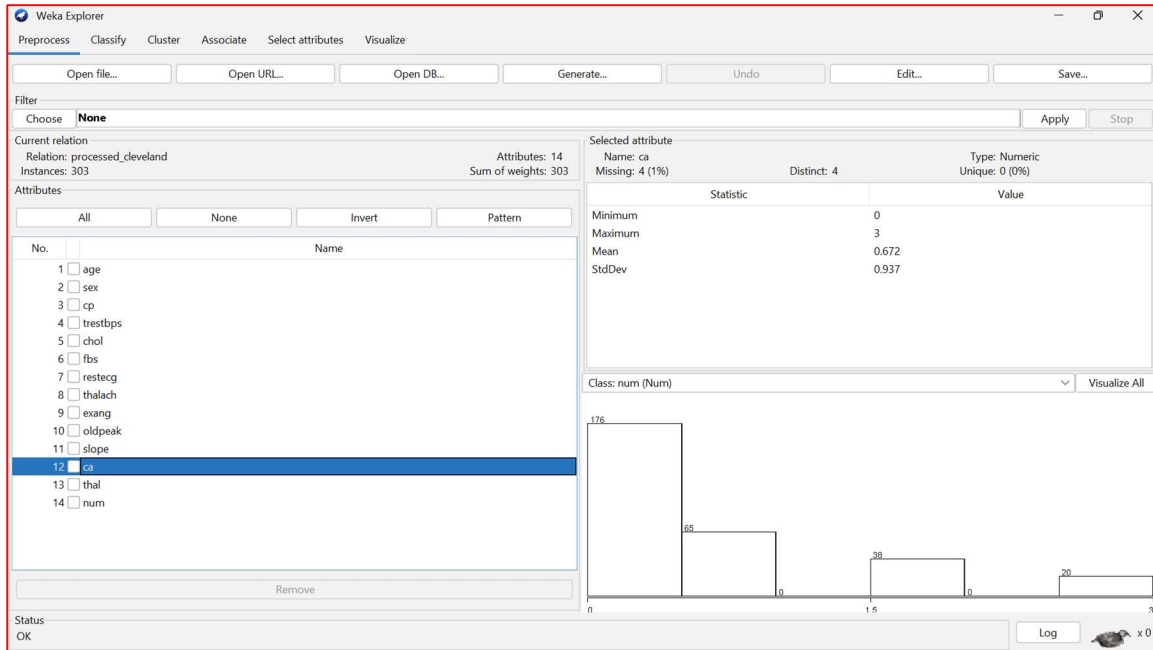 Weka Explorer
Preprocess Classify Cluster Associate Select attributes Visualize
Open file... Open URL... Open DB... Generate... Undo Edit... Save...
Filter
Choose None Apply Stop
Current relation
Relation: processed_cleveland Attributes: 14
Instances: 303 Sum of weights: 303
Attributes
All None Invert Pattern
No. Name
1 age
2 sex
3 cp
4 trestbps
5 chol
6 fbs
7 restecg
8 thalach
9 exang
10 oldpeak
11 slope
12 ca
13 thal
14 num
Remove
Selected attribute
Name: ca Type: Numeric
Missing: 4 (1%) Distinct: 4 Unique: 0 (0%)
Statistic Value
Minimum 0
Maximum 3
Mean 0.672
StdDev 0.937
Class: num (Num) Visualize All
176
65
38
20
0 0
0 1.5 3
Status
OK Log x 0